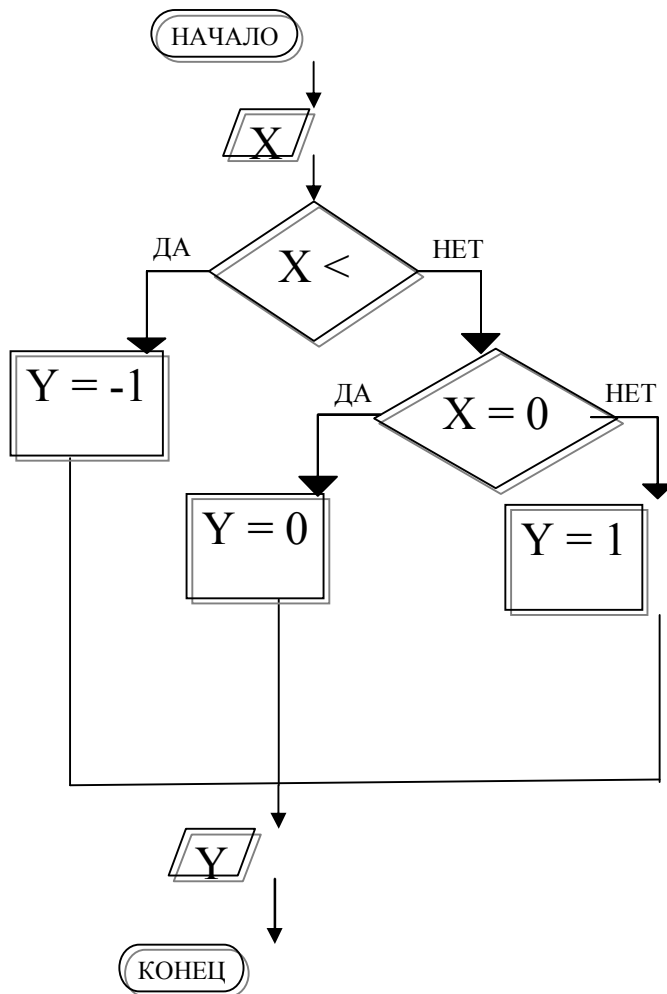 НАЧАЛО
X
X <
ДА
НЕТ
Y = -1
X = 0
ДА
НЕТ
Y = 0
Y = 1
Y
КОНЕЦ